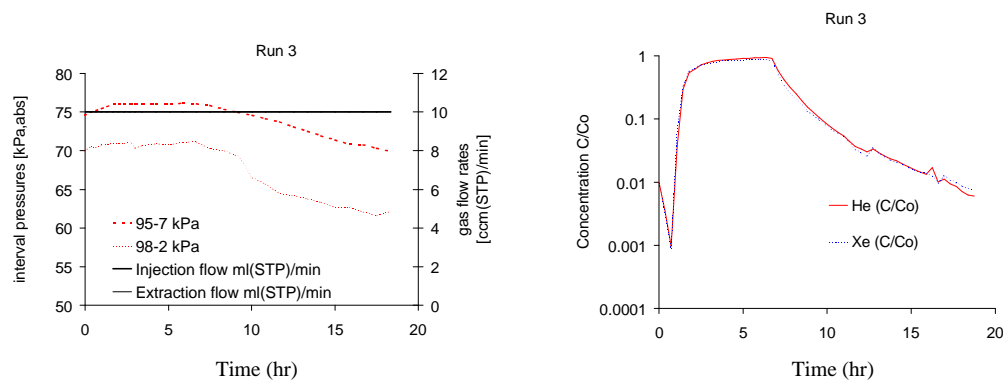 Run 3
80
75
70
65
60
55
50
interval pressures [kPa,abs]
12
10
8
6
4
2
0
gas flow rates
[ccm(STP)/min]
95-7 kPa
98-2 kPa
Injection flow ml(STP)/min
Extraction flow ml(STP)/min
0 5 10 15 20
Time (hr)
Run 3
1
0.1
0.01
0.001
0.0001
Concentration C/Co
He (C/Co)
Xe (C/Co)
0 5 10 15 20
Time (hr)